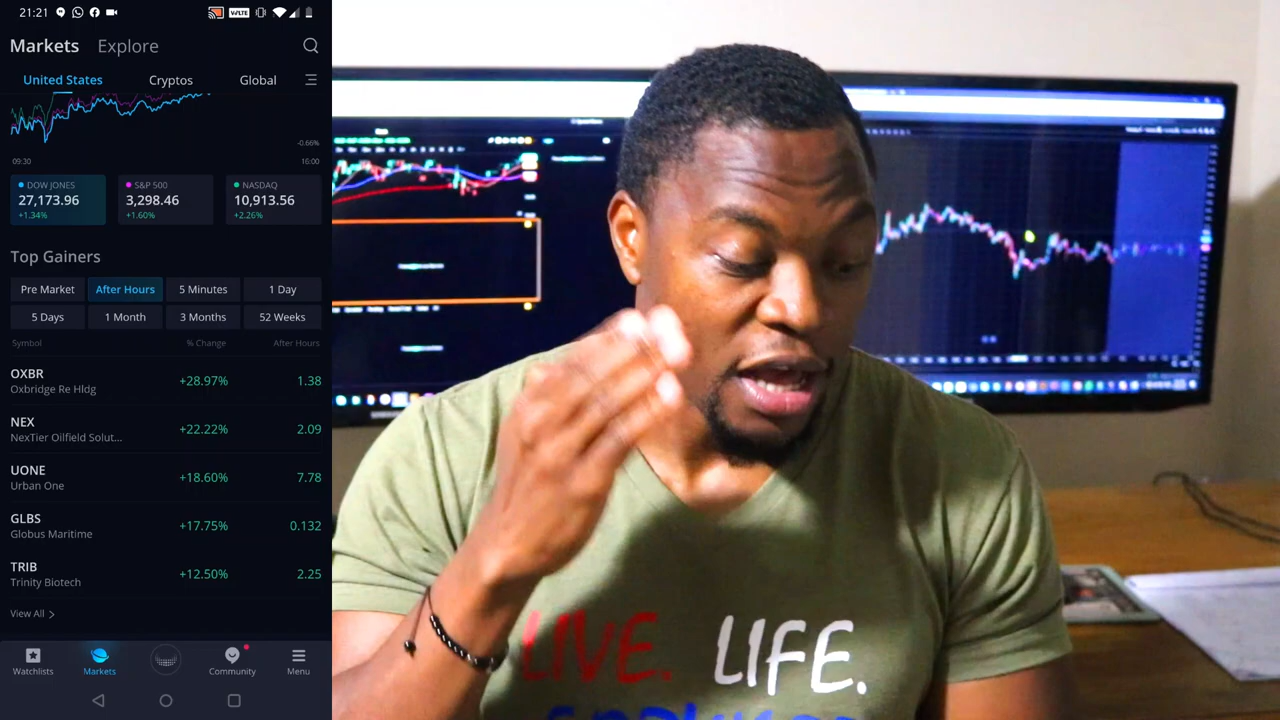 21:21
VoLTE
Markets Explore
United States Cryptos Global
-0.66%
09:30 16:00
DOW JONES S&P 500 NASDAQ
27,173.96 3,298.46 10,913.56
+1.34% +1.60% +2.26%
Top Gainers
Pre Market After Hours 5 Minutes 1 Day
5 Days 1 Month 3 Months 52 Weeks
Symbol % Change After Hours
OXBR +28.97% 1.38
Oxbridge Re Hldg
NEX +22.22% 2.09
NexTier Oilfield Solut...
UONE +18.60% 7.78
Urban One
GLBS +17.75% 0.132
Globus Maritime
TRIB +12.50% 2.25
Trinity Biotech
View All >
Watchlists Markets Community Menu
LIVE. LIFE.